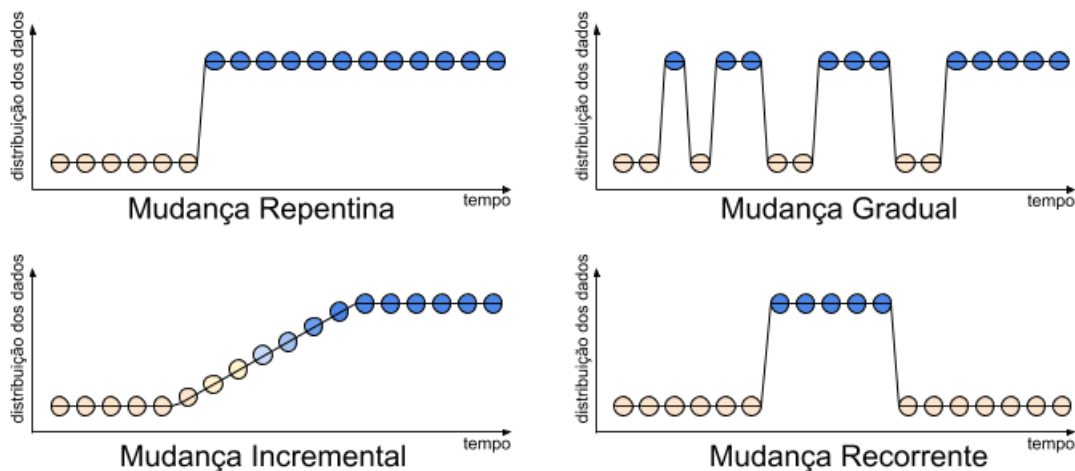 distribuição dos dados
tempo
Mudança Repentina
distribuição dos dados
tempo
Mudança Gradual
distribuição dos dados
tempo
Mudança Incremental
distribuição dos dados
tempo
Mudança Recorrente